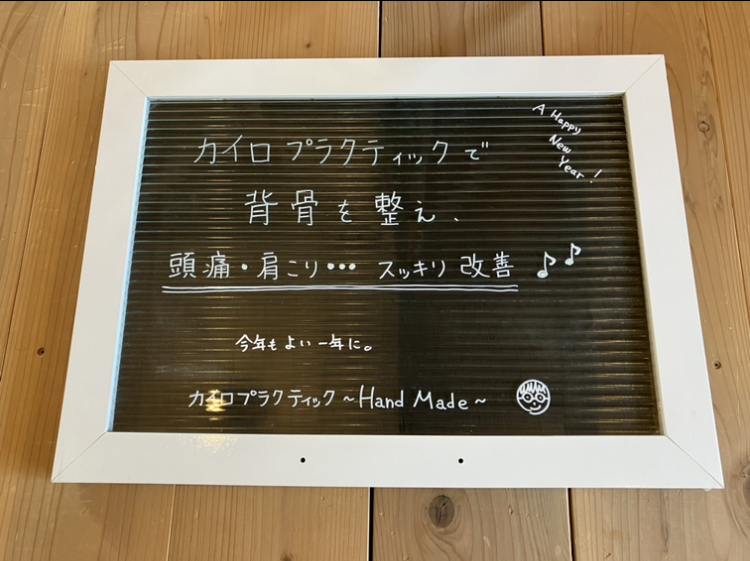 A Happy
New
Year!
カイロプラクティックで
背骨を整え、
頭痛・肩こり••• スッキリ改善♪♪
今年もよい一年に。
カイロプラクティック～Hand Made～